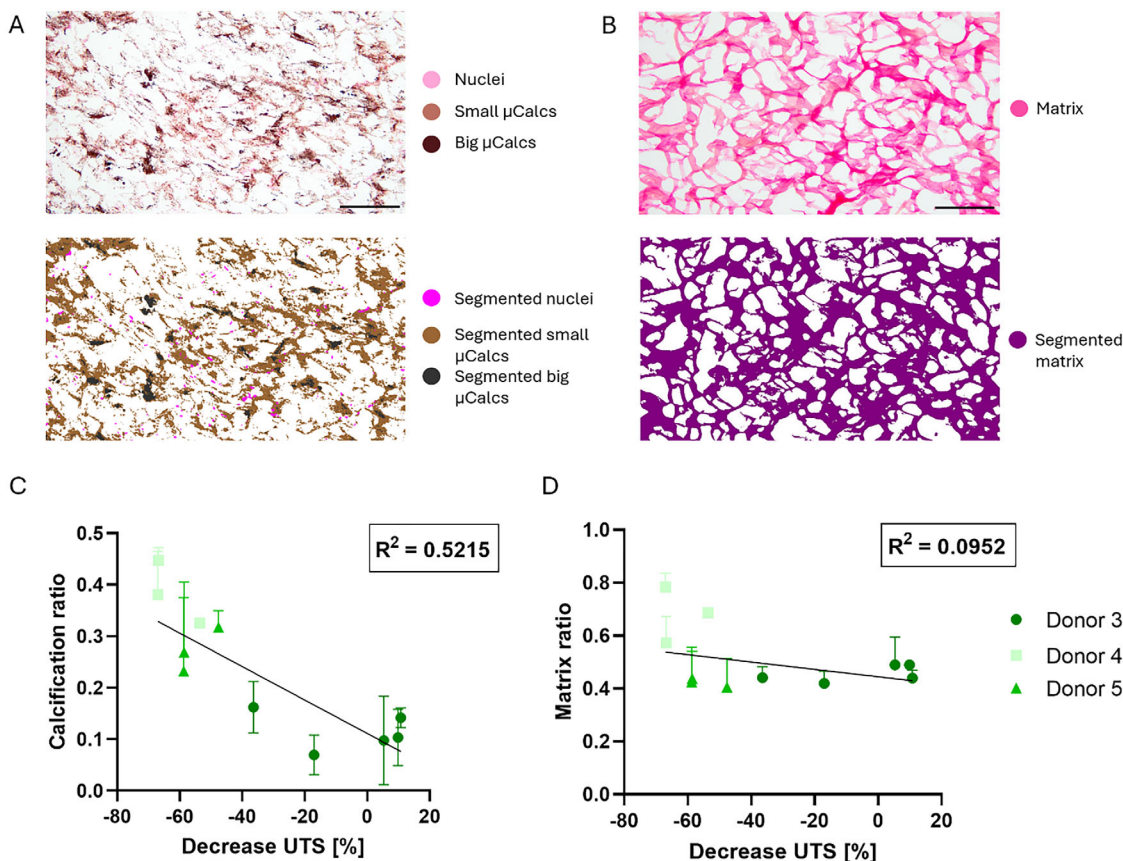 A
Nuclei
Small µCalcs
Big µCalcs
Segmented nuclei
Segmented small
µCalcs
Segmented big
µCalcs
B
Matrix
Segmented
matrix
C
R² = 0.5215
Calcification ratio
0.5
0.4
0.3
0.2
0.1
0.0
-80 -60 -40 -20 0 20
Decrease UTS [%]
D
R² = 0.0952
Matrix ratio
1.0
0.8
0.6
0.4
0.2
0.0
-80 -60 -40 -20 0 20
Decrease UTS [%]
Donor 3
Donor 4
Donor 5